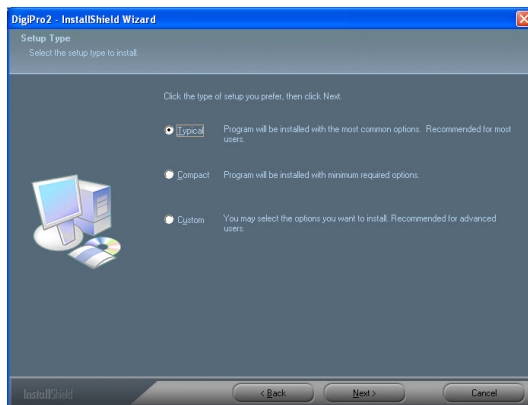 DigiPro2 - InstallShield Wizard
Setup Type
Select the setup type to install.
Click the type of setup you prefer, then click Next.
Typical
Program will be installed with the most common options. Recommended for most
users.
Compact
Program will be installed with minimum required options.
Custom
You may select the options you want to install. Recommended for advanced
users.
InstallShield
< Back
Next >
Cancel